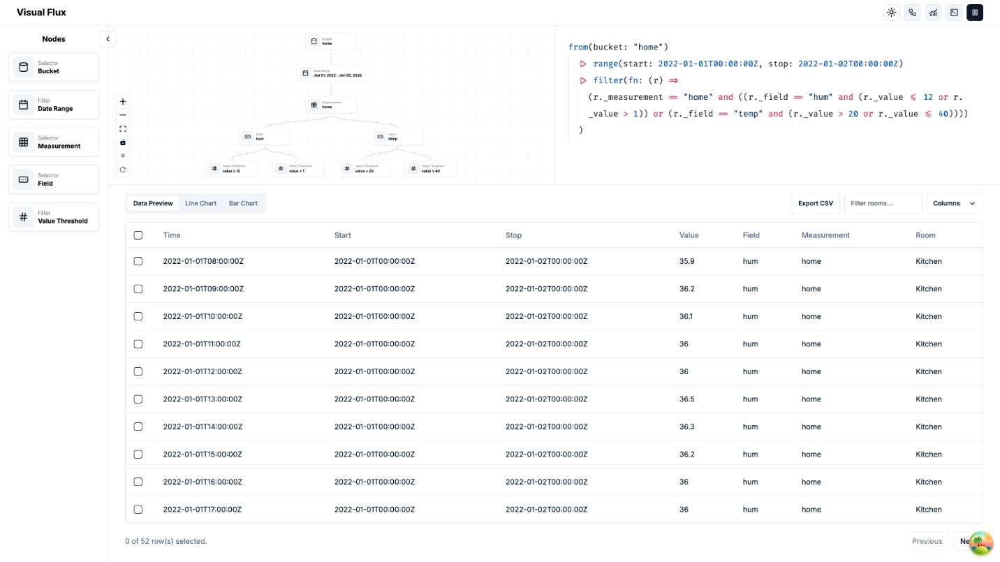 Visual Flux
Nodes
Selector
Bucket
Filter
Date Range
Selector
Measurement
Selector
Field
Filter
Value Threshold
Bucket
home
Date Range
Jan 01, 2022 - Jan 02, 2022
Measurement
home
Field
hum
Field
temp
Value Threshold
value ≤ 12
Value Threshold
value > 1
Value Threshold
value > 20
Value Threshold
value ≤ 40
from(bucket: "home")
|> range(start: 2022-01-01T00:00:00Z, stop: 2022-01-02T00:00:00Z)
|> filter(fn: (r) =>
(r._measurement == "home" and ((r._field == "hum" and (r._value <= 12 or r.
_value > 1)) or (r._field == "temp" and (r._value > 20 or r._value <= 40))))
)
Data Preview Line Chart Bar Chart
Export CSV Filter rooms... Columns
Time Start Stop Value Field Measurement Room
2022-01-01T08:00:00Z 2022-01-01T00:00:00Z 2022-01-02T00:00:00Z 35.9 hum home Kitchen
2022-01-01T09:00:00Z 2022-01-01T00:00:00Z 2022-01-02T00:00:00Z 36.2 hum home Kitchen
2022-01-01T10:00:00Z 2022-01-01T00:00:00Z 2022-01-02T00:00:00Z 36.1 hum home Kitchen
2022-01-01T11:00:00Z 2022-01-01T00:00:00Z 2022-01-02T00:00:00Z 36 hum home Kitchen
2022-01-01T12:00:00Z 2022-01-01T00:00:00Z 2022-01-02T00:00:00Z 36 hum home Kitchen
2022-01-01T13:00:00Z 2022-01-01T00:00:00Z 2022-01-02T00:00:00Z 36.5 hum home Kitchen
2022-01-01T14:00:00Z 2022-01-01T00:00:00Z 2022-01-02T00:00:00Z 36.3 hum home Kitchen
2022-01-01T15:00:00Z 2022-01-01T00:00:00Z 2022-01-02T00:00:00Z 36.2 hum home Kitchen
2022-01-01T16:00:00Z 2022-01-01T00:00:00Z 2022-01-02T00:00:00Z 36 hum home Kitchen
2022-01-01T17:00:00Z 2022-01-01T00:00:00Z 2022-01-02T00:00:00Z 36 hum home Kitchen
0 of 52 row(s) selected.
Previous Ne